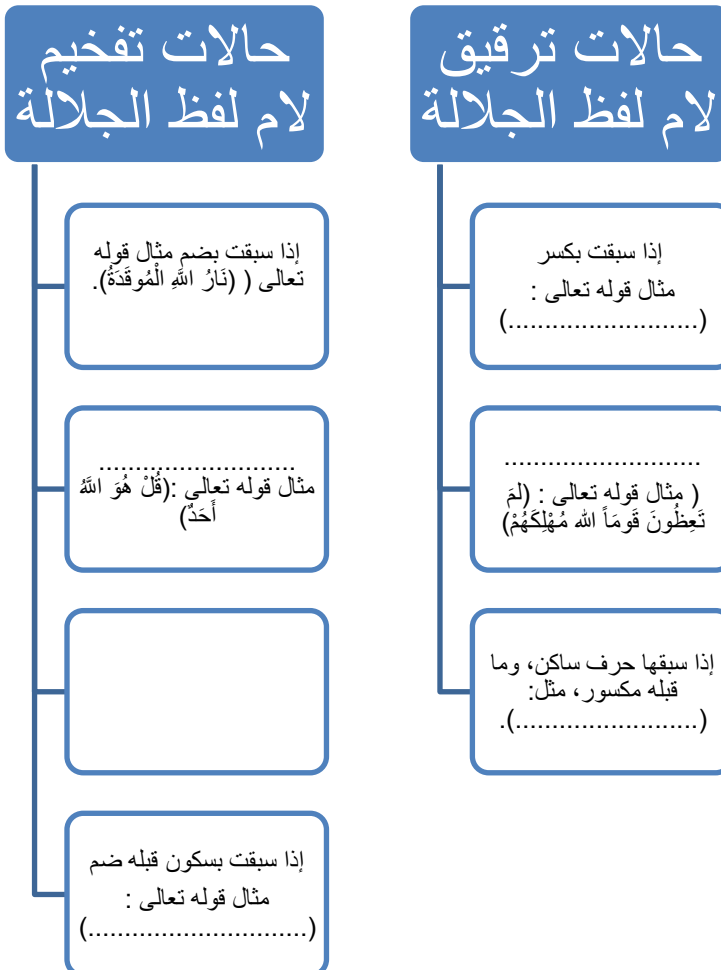 حالات ترقيق
لام لفظ الجلالة
إذا سبقت بكسر
مثال قوله تعالى :
(.........................)
..........................
( مثال قوله تعالى : (لمَ
تَعِظُونَ قَومَاً الله مُهْلِكَهُمْ)
إذا سبقها حرف ساكن، وما
قبله مكسور، مثل:
(........................).
حالات تفخيم
لام لفظ الجلالة
إذا سبقت بضم مثال قوله
تعالى ( (نَارُ اللَّهِ الْمُوقَدَةُ).
..........................
مثال قوله تعالى :(قُلْ هُوَ اللَّهُ
أَحَدٌ)
إذا سبقت بسكون قبله ضم
مثال قوله تعالى :
(.............................)